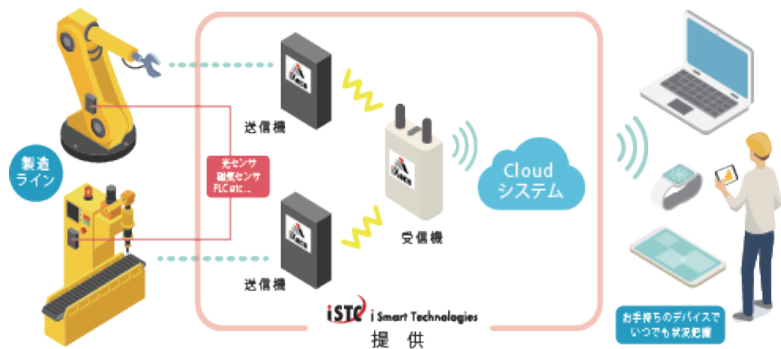 製造
ライン
送信機
光センサ
磁気センサ
PLC etc...
送信機
受信機
Cloud
システム
iSTC i Smart Technologies
提供
お手持ちのデバイスで
いつでも状況把握